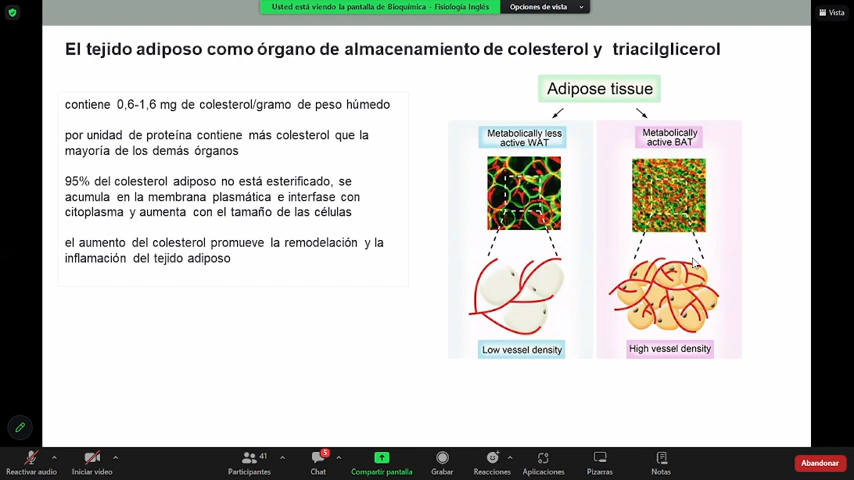 Usted está viendo la pantalla de Bioquímica - Fisiología Inglés
Opciones de vista
Vista
El tejido adiposo como órgano de almacenamiento de colesterol y triacilglicerol
contiene 0,6-1,6 mg de colesterol/gramo de peso húmedo
por unidad de proteína contiene más colesterol que la
mayoría de los demás órganos
95% del colesterol adiposo no está esterificado, se
acumula en la membrana plasmática e interfase con
citoplasma y aumenta con el tamaño de las células
el aumento del colesterol promueve la remodelación y la
inflamación del tejido adiposo
Adipose tissue
Metabolically less
active WAT
Metabolically
active BAT
Low vessel density
High vessel density
Reactivar audio
Iniciar video
41
Participantes
5
Chat
Compartir pantalla
Grabar
Reacciones
Aplicaciones
Pizarras
Notas
Abandonar